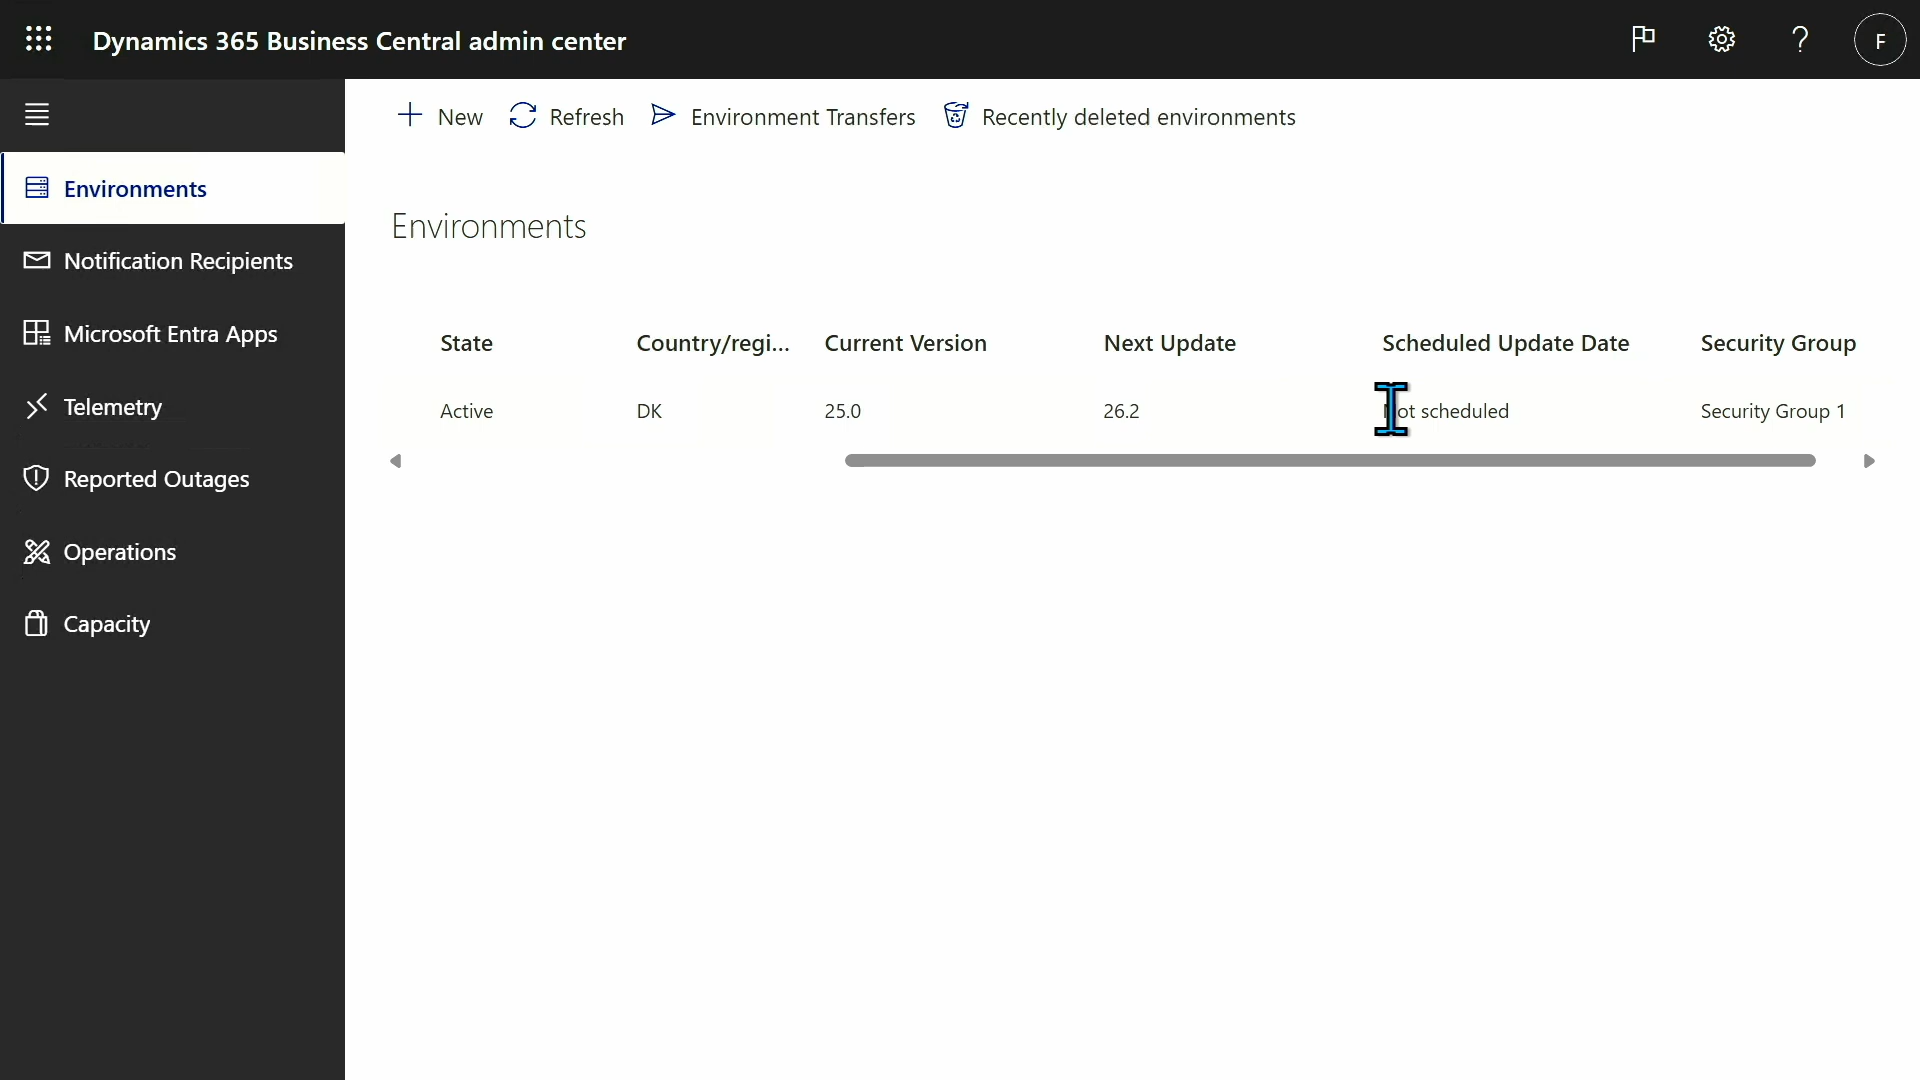 Dynamics 365 Business Central admin center
F
New
Refresh
Environment Transfers
Recently deleted environments
Environments
Notification Recipients
Microsoft Entra Apps
Telemetry
Reported Outages
Operations
Capacity
Environments
State Country/regi... Current Version Next Update Scheduled Update Date Security Group
Active DK 25.0 26.2 Not scheduled Security Group 1